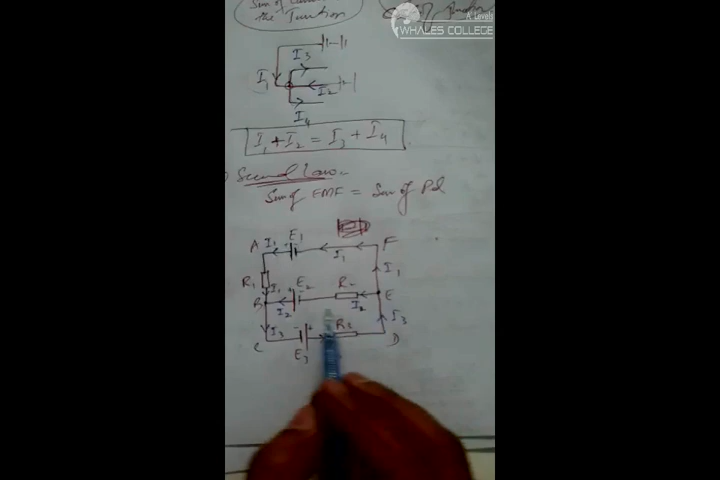 the Junction
A Levels
WHALES COLLEGE
I3
I1
I2
I4
I1 + I2 = I3 + I4
Second Law
Sum of EMF = Sum of Pd
A I1 E1 I1 F
R1 I1 I1
B E2 R2 E
I2 I2
I3 I3
E3 R3
C D